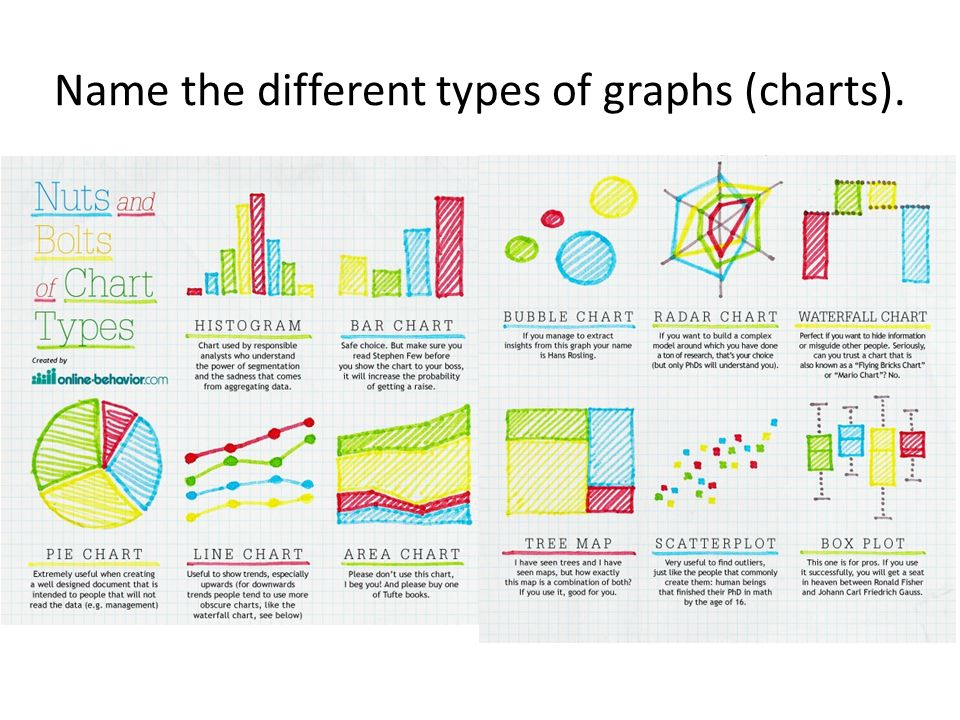 Name the different types of graphs (charts).
Nuts and
Bolts
of Chart
Types
Created by
online-behavior.com
HISTOGRAM
Chart used by responsible
analysts who understand
the power of segmentation
and the sadness that comes
from aggregating data.
BAR CHART
Safe choice. But make sure you
read Stephen Few before
you show the chart to your boss,
it will increase the probability
of getting a raise.
BUBBLE CHART
If you manage to extract
insights from this graph your name
is Hans Rosling.
RADAR CHART
If you want to build a complex
model around which you have done
a ton of research, that's your choice
(but only PhDs will understand you).
WATERFALL CHART
Perfect if you want to hide information
or misguide other people. Seriously,
can you trust a chart that is
also known as a "Flying Bricks Chart"
or "Mario Chart"? No.
PIE CHART
Extremely useful when creating
a well designed document that is
intended to people that will not
read the data (e.g. management)
LINE CHART
Useful to show trends, especially
upwards (for downwards
trends people tend to use more
obscure charts, like the
waterfall chart, see below)
AREA CHART
Please don't use this chart,
I beg you! And please buy one
of Tufte books.
TREE MAP
I have seen trees and I have
seen maps, but how exactly
this map is a combination of both?
If you use it, good for you.
SCATTERPLOT
Very useful to find outliers,
just like the people that commonly
create them: human beings
that finished their PhD in math
by the age of 16.
BOX PLOT
This one is for pros. If you use
it successfully, you will get a seat
in heaven between Ronald Fisher
and Johann Carl Friedrich Gauss.